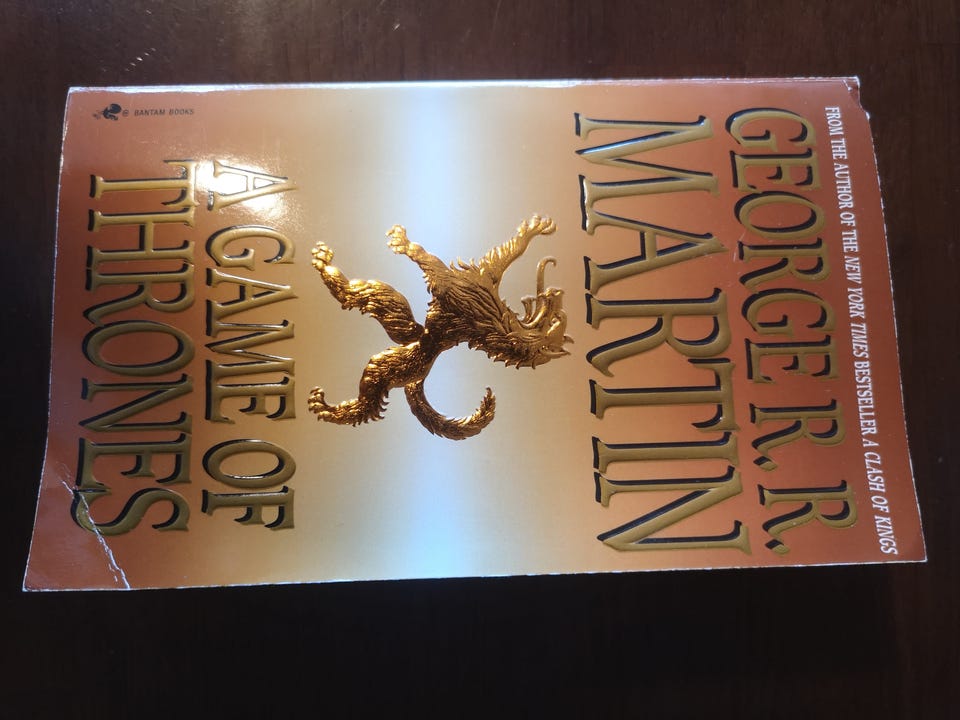 FROM THE AUTHOR OF THE NEW YORK TIMES BESTSELLER A CLASH OF KINGS
GEORGE R. R.
MARTIN
A GAME OF
THRONES
BANTAM BOOKS